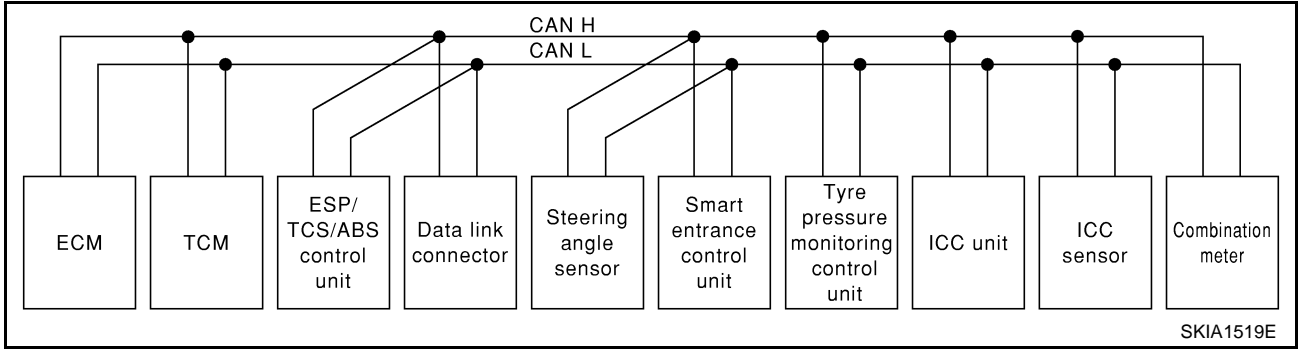 CAN H
CAN L
ECM
TCM
ESP/
TCS/ABS
control
unit
Data link
connector
Steering
angle
sensor
Smart
entrance
control
unit
Tyre
pressure
monitoring
control
unit
ICC unit
ICC
sensor
Combination
meter
SKIA1519E